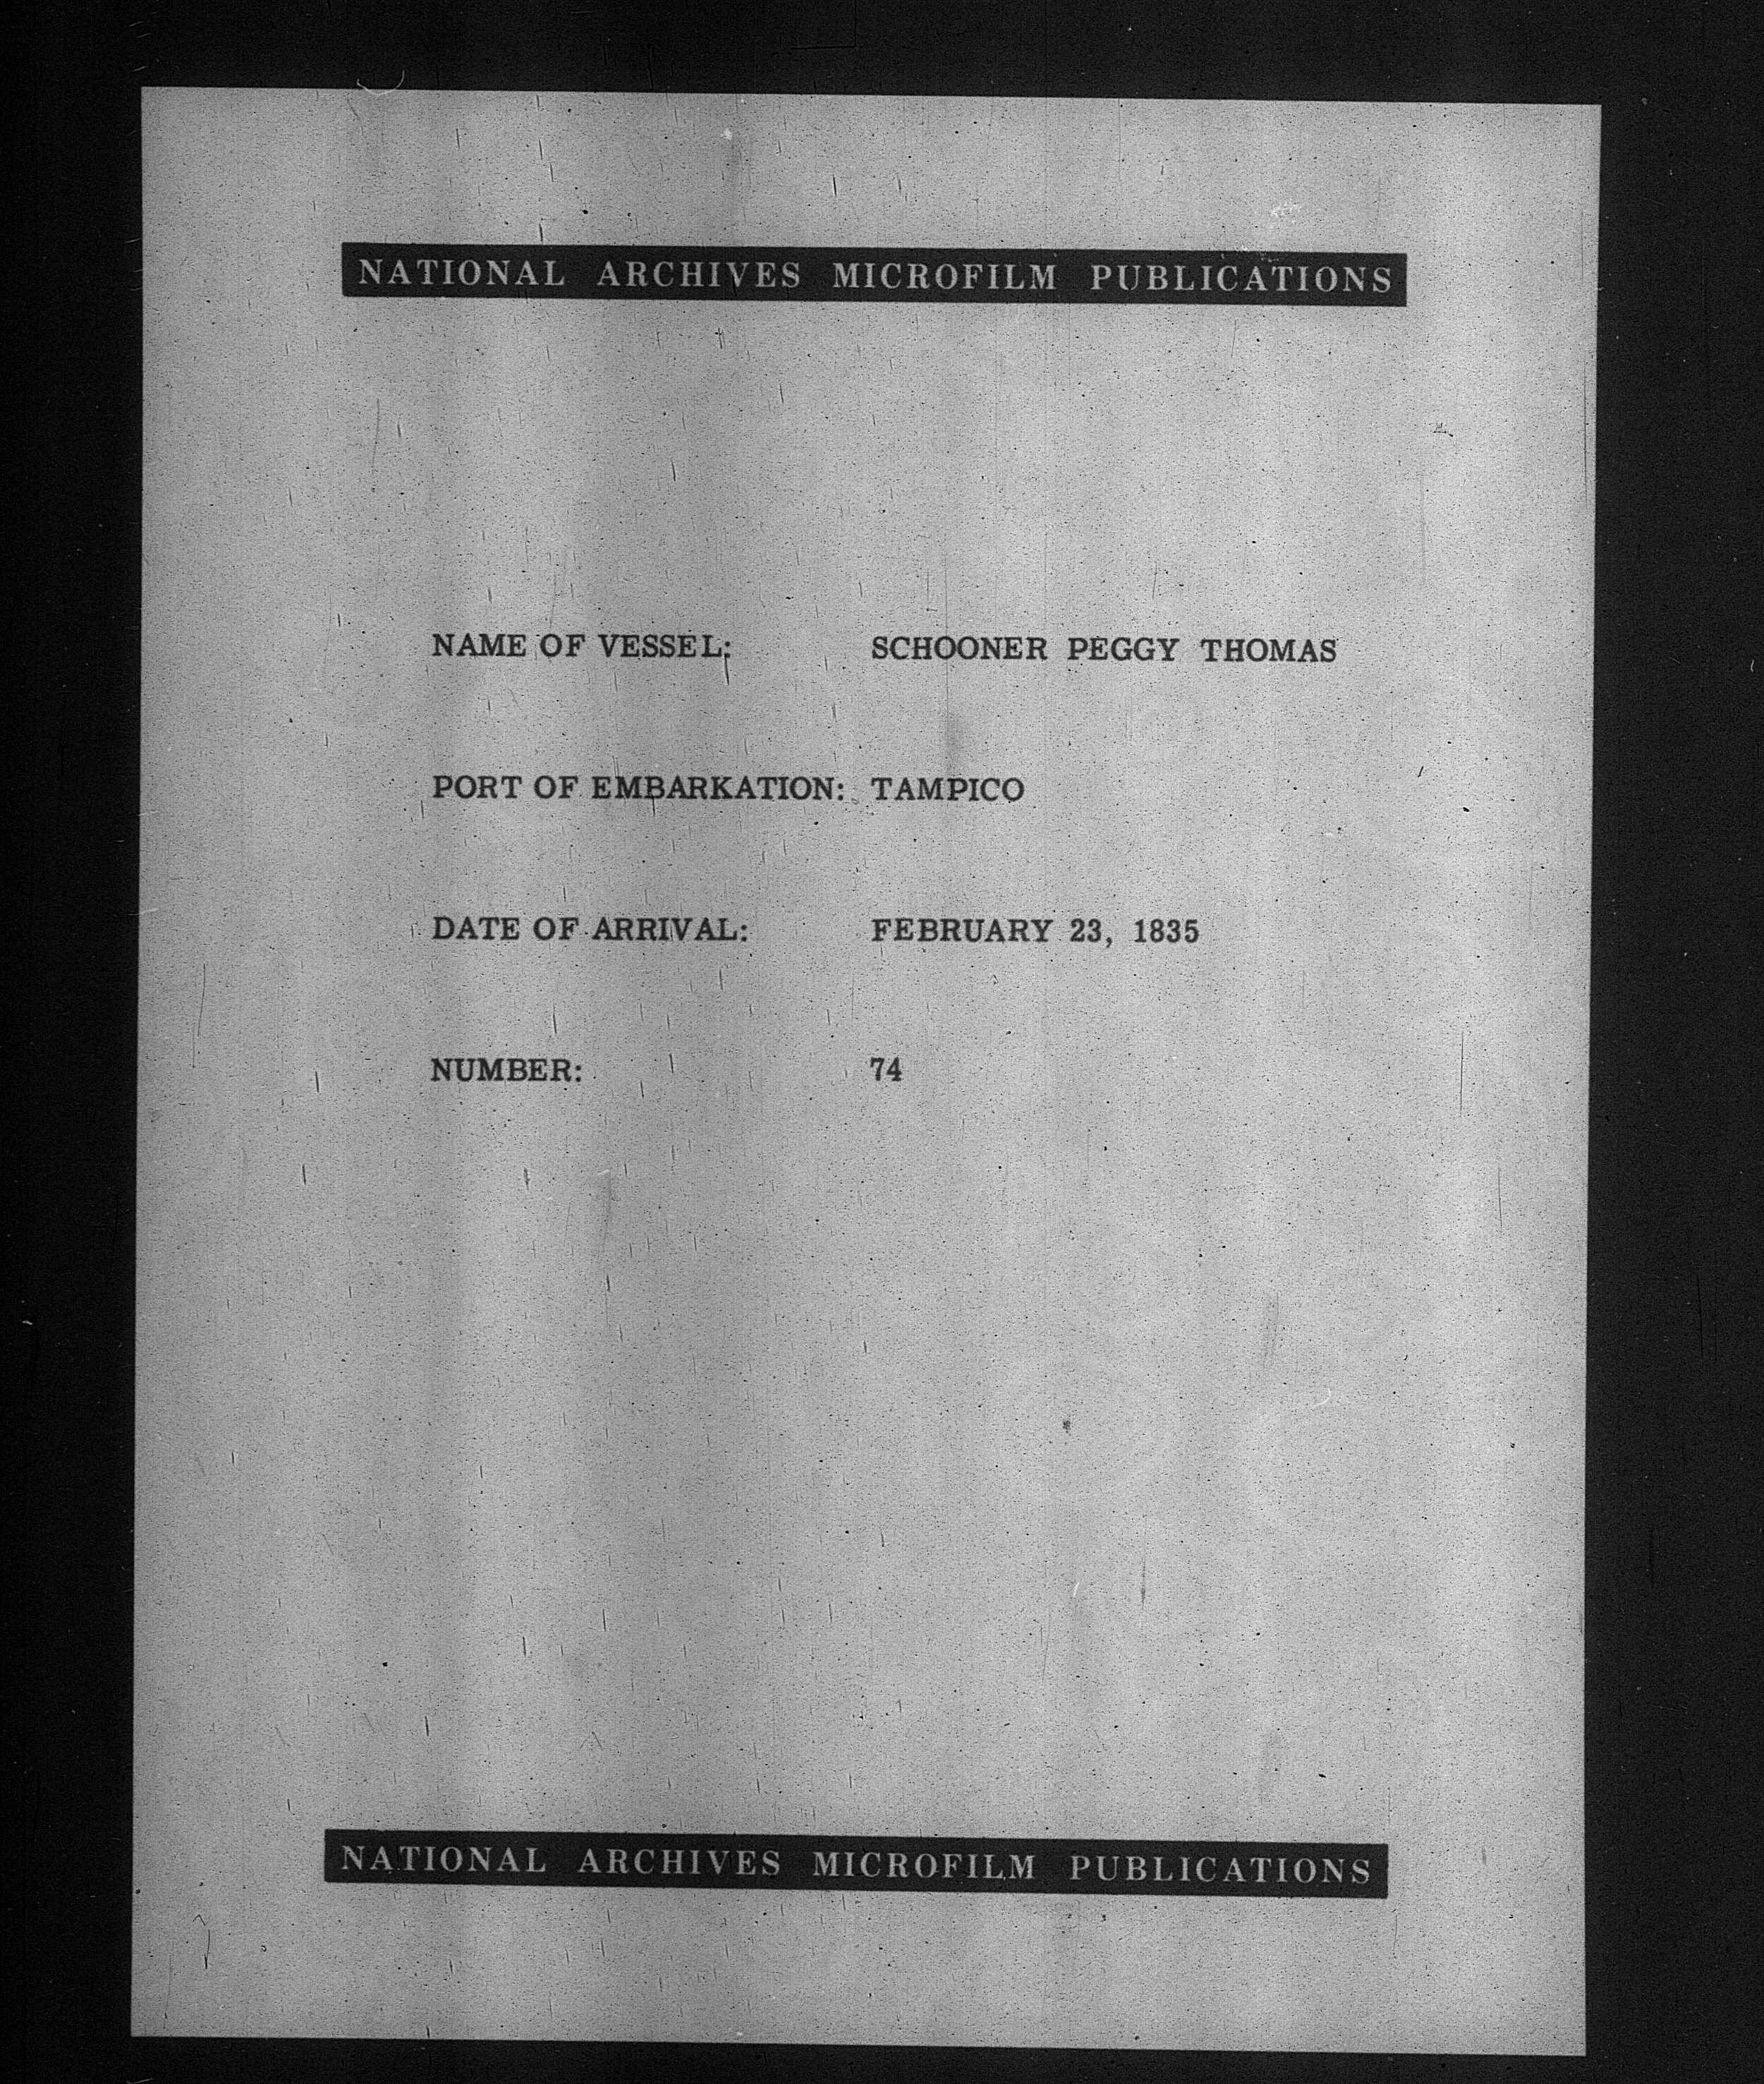 NATIONAL ARCHIVES MICROFILM PUBLICATIONS
NAME OF VESSEL: SCHOONER PEGGY THOMAS
PORT OF EMBARKATION: TAMPICO
DATE OF ARRIVAL: FEBRUARY 23, 1835
NUMBER: 74
NATIONAL ARCHIVES MICROFILM PUBLICATIONS